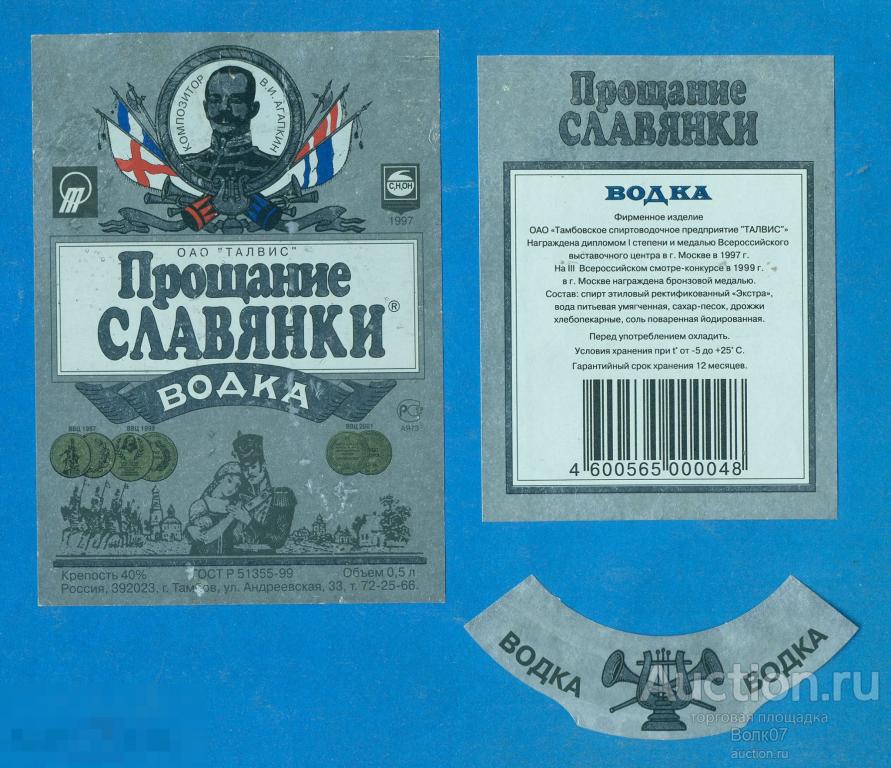 КОМПОЗИТОР В.И. АГАПКИН
С₂Н₅ОН
1997
ОАО "ТАЛВИС"
Прощание
СЛАВЯНКИ®
ВОДКА
ВВЦ 1997 ВВЦ 1999 ВВЦ 2001
РС
АЯ73
Крепость 40% ГОСТ Р 51355-99 Объем 0,5 л
Россия, 392023, г. Тамбов, ул. Андреевская, 33, т. 72-25-66.
Прощание
СЛАВЯНКИ
ВОДКА
Фирменное изделие
ОАО «Тамбовское спиртоводочное предприятие "ТАЛВИС"»
Награждена дипломом I степени и медалью Всероссийского
выставочного центра в г. Москве в 1997 г.
На III Всероссийском смотре-конкурсе в 1999 г.
в г. Москве награждена бронзовой медалью.
Состав: спирт этиловый ректификованный «Экстра»,
вода питьевая умягченная, сахар-песок, дрожжи
хлебопекарные, соль поваренная йодированная.
Перед употреблением охладить.
Условия хранения при t° от -5 до +25° С.
Гарантийный срок хранения 12 месяцев.
4 600565 000048
ВОДКА ВОДКА
Auction.ru
торговая площадка
Волк07
auction.ru